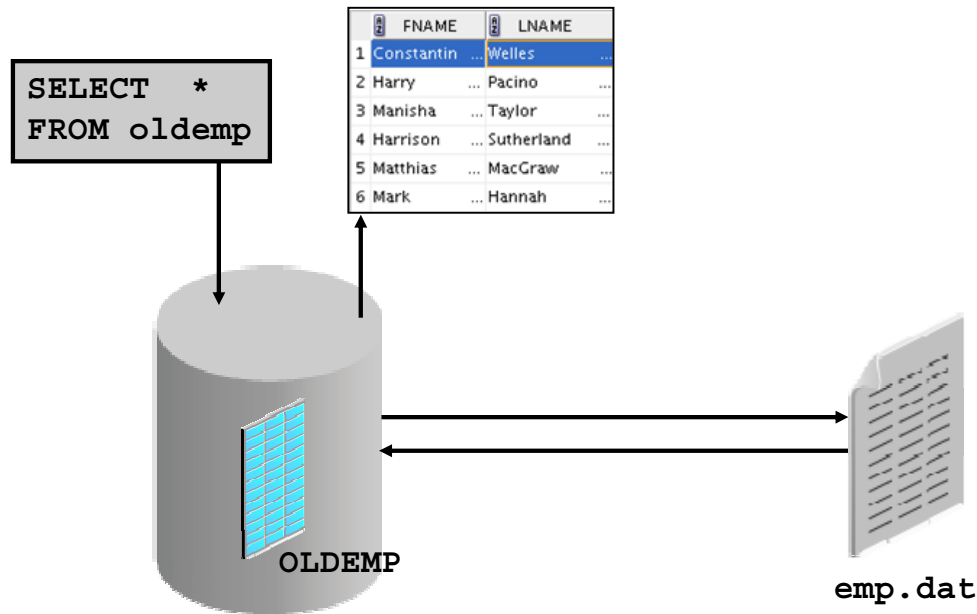 FNAME LNAME
1 Constantin ... Welles ...
2 Harry ... Pacino ...
3 Manisha ... Taylor ...
4 Harrison ... Sutherland ...
5 Matthias ... MacGraw ...
6 Mark ... Hannah ...
SELECT *
FROM oldemp
OLDEMP
emp.dat